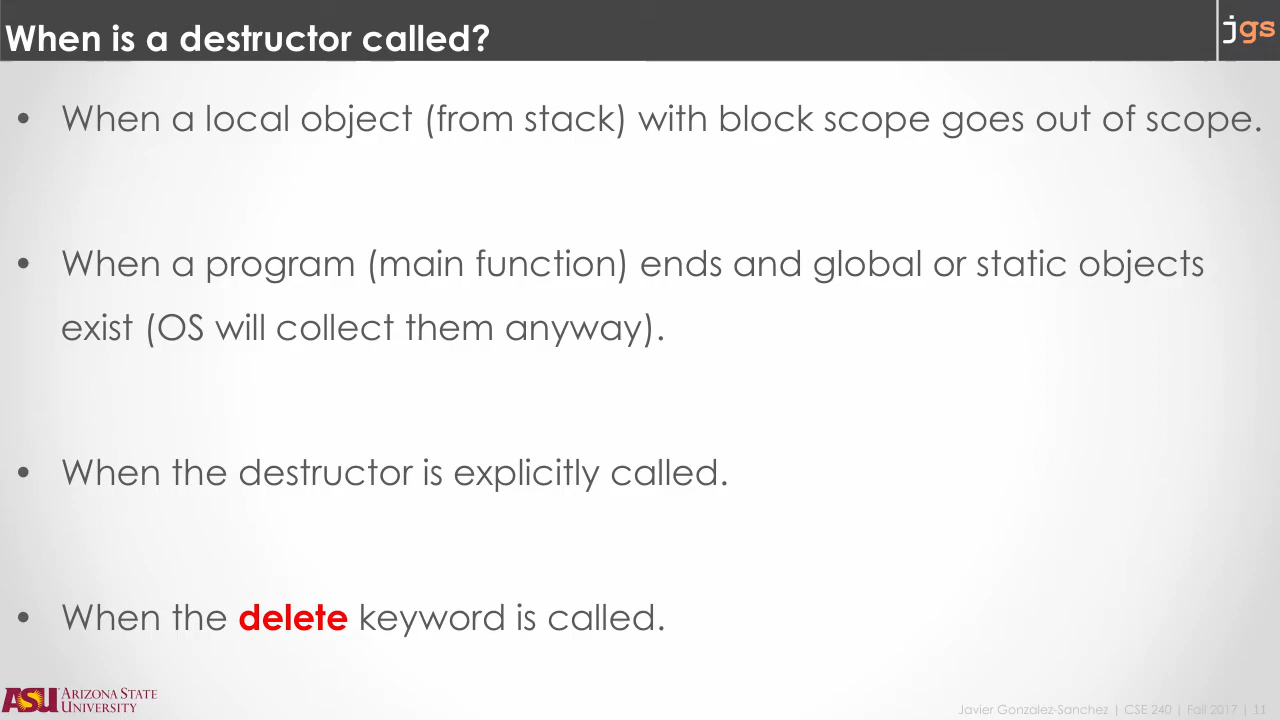 When is a destructor called?
jgs
• When a local object (from stack) with block scope goes out of scope.
• When a program (main function) ends and global or static objects
exist (OS will collect them anyway).
• When the destructor is explicitly called.
• When the delete keyword is called.
ASU ARIZONA STATE
UNIVERSITY
Javier Gonzalez-Sanchez | CSE 240 | Fall 2017 | 11